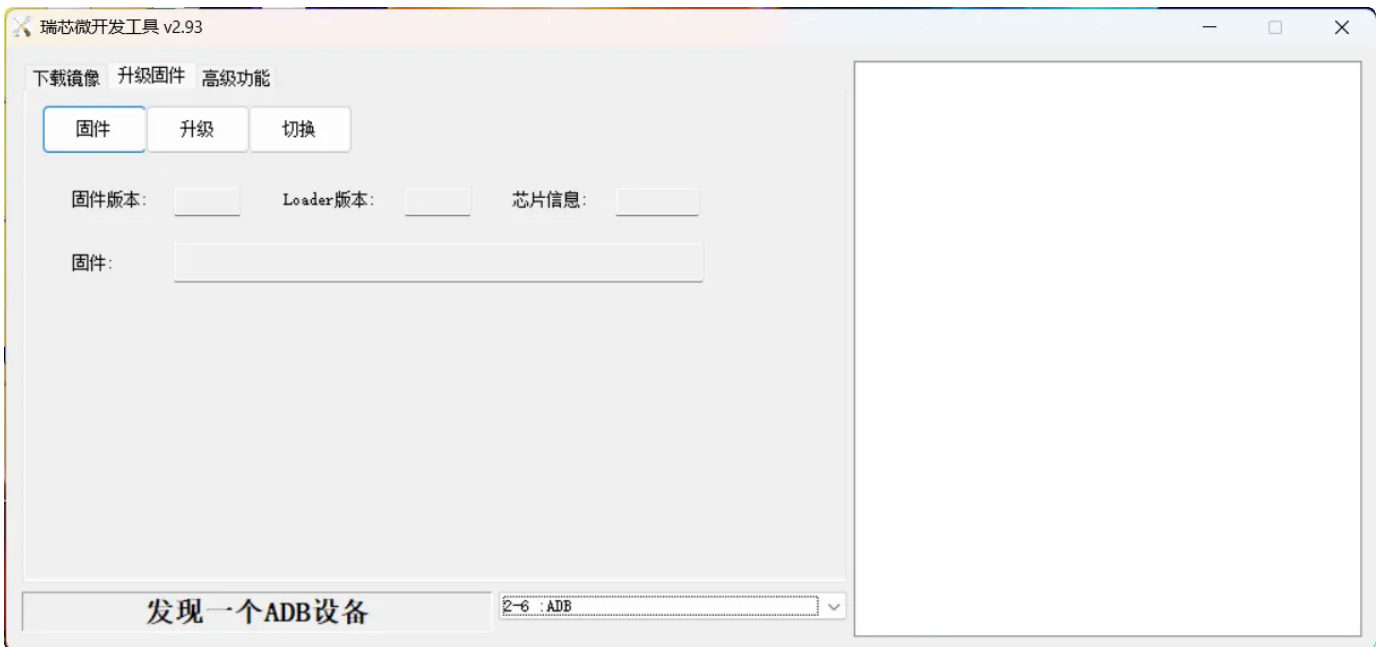 瑞芯微开发工具 v2.93
下载镜像 升级固件 高级功能
固件 升级 切换
固件版本: Loader版本: 芯片信息:
固件:
发现一个ADB设备 2-6 :ADB